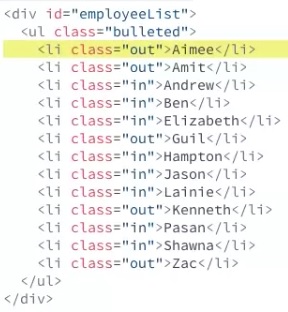 <div id="employeeList">
<ul class="bulleted">
<li class="out">Aimee</li>
<li class="out">Amit</li>
<li class="in">Andrew</li>
<li class="in">Ben</li>
<li class="in">Elizabeth</li>
<li class="out">Guil</li>
<li class="in">Hampton</li>
<li class="in">Jason</li>
<li class="in">Lainie</li>
<li class="out">Kenneth</li>
<li class="in">Pasan</li>
<li class="in">Shawna</li>
<li class="out">Zac</li>
</ul>
</div>